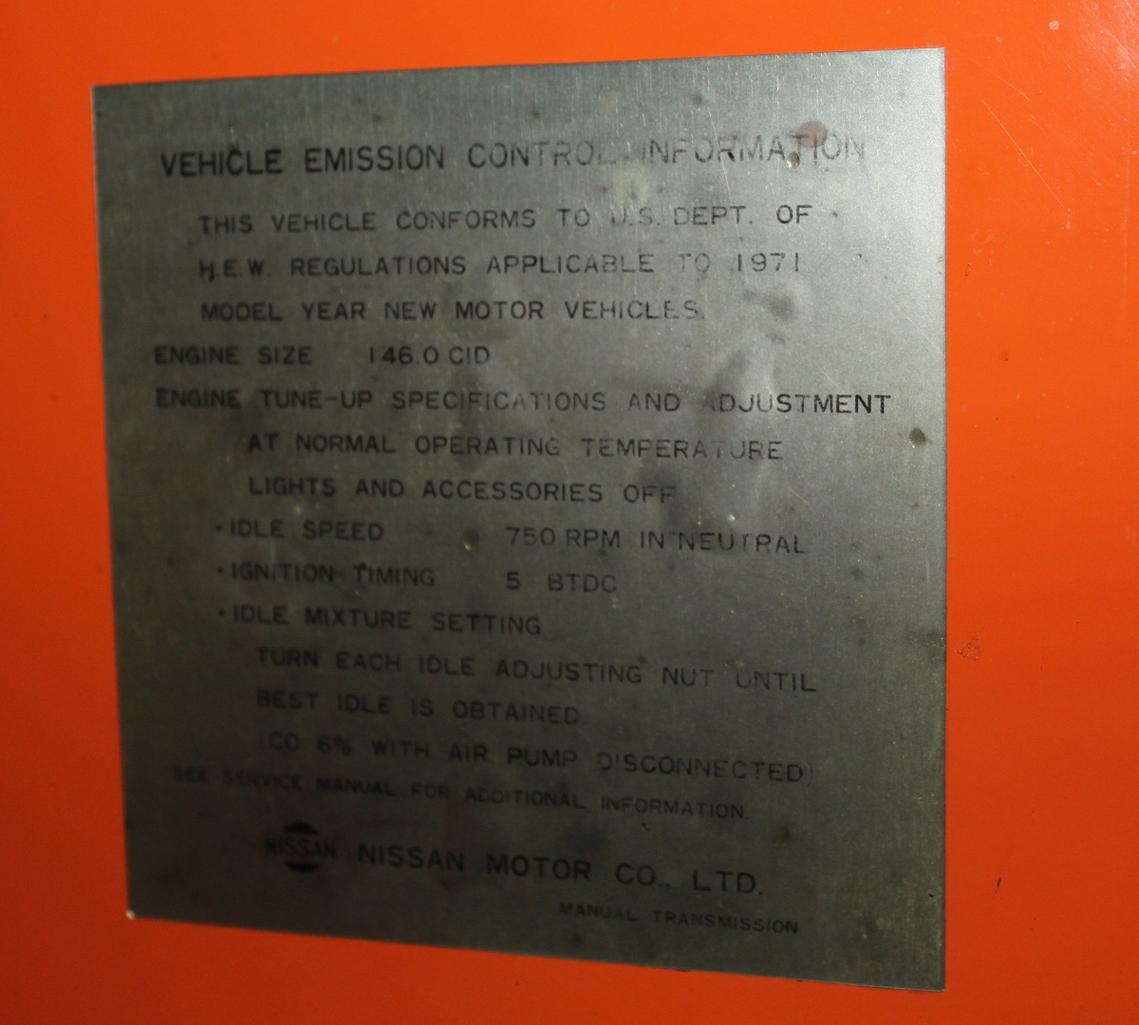 VEHICLE EMISSION CONTROL INFORMATION
THIS VEHICLE CONFORMS TO U.S. DEPT. OF
H.E.W. REGULATIONS APPLICABLE TO 1971
MODEL YEAR NEW MOTOR VEHICLES.
ENGINE SIZE 146.0 CID
ENGINE TUNE-UP SPECIFICATIONS AND ADJUSTMENT
AT NORMAL OPERATING TEMPERATURE
LIGHTS AND ACCESSORIES OFF
• IDLE SPEED 750 RPM IN NEUTRAL
• IGNITION TIMING 5 BTDC
• IDLE MIXTURE SETTING
TURN EACH IDLE ADJUSTING NUT UNTIL
BEST IDLE IS OBTAINED
(CO 6% WITH AIR PUMP DISCONNECTED)
SEE SERVICE MANUAL FOR ADDITIONAL INFORMATION.
NISSAN NISSAN MOTOR CO., LTD.
MANUAL TRANSMISSION